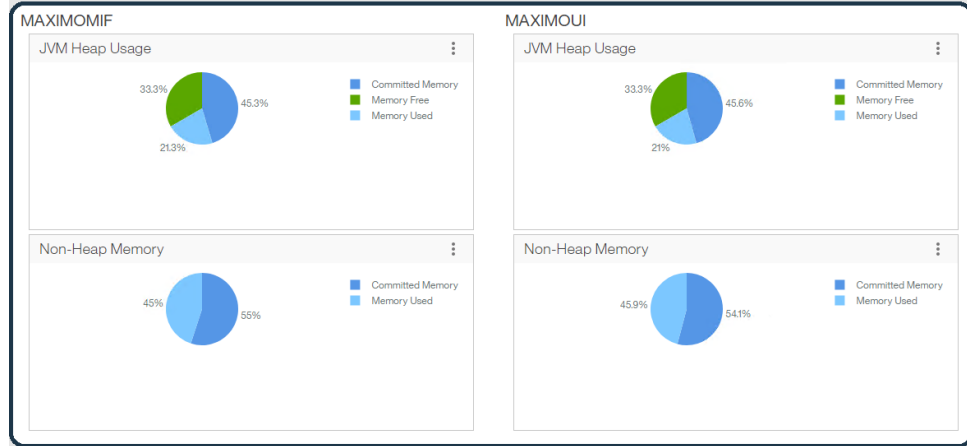 MAXIMOMIF
JVM Heap Usage
33.3%
45.3%
21.3%
Committed Memory
Memory Free
Memory Used
Non-Heap Memory
45%
55%
Committed Memory
Memory Used
MAXIMOUI
JVM Heap Usage
33.3%
45.6%
21%
Committed Memory
Memory Free
Memory Used
Non-Heap Memory
45.9%
54.1%
Committed Memory
Memory Used